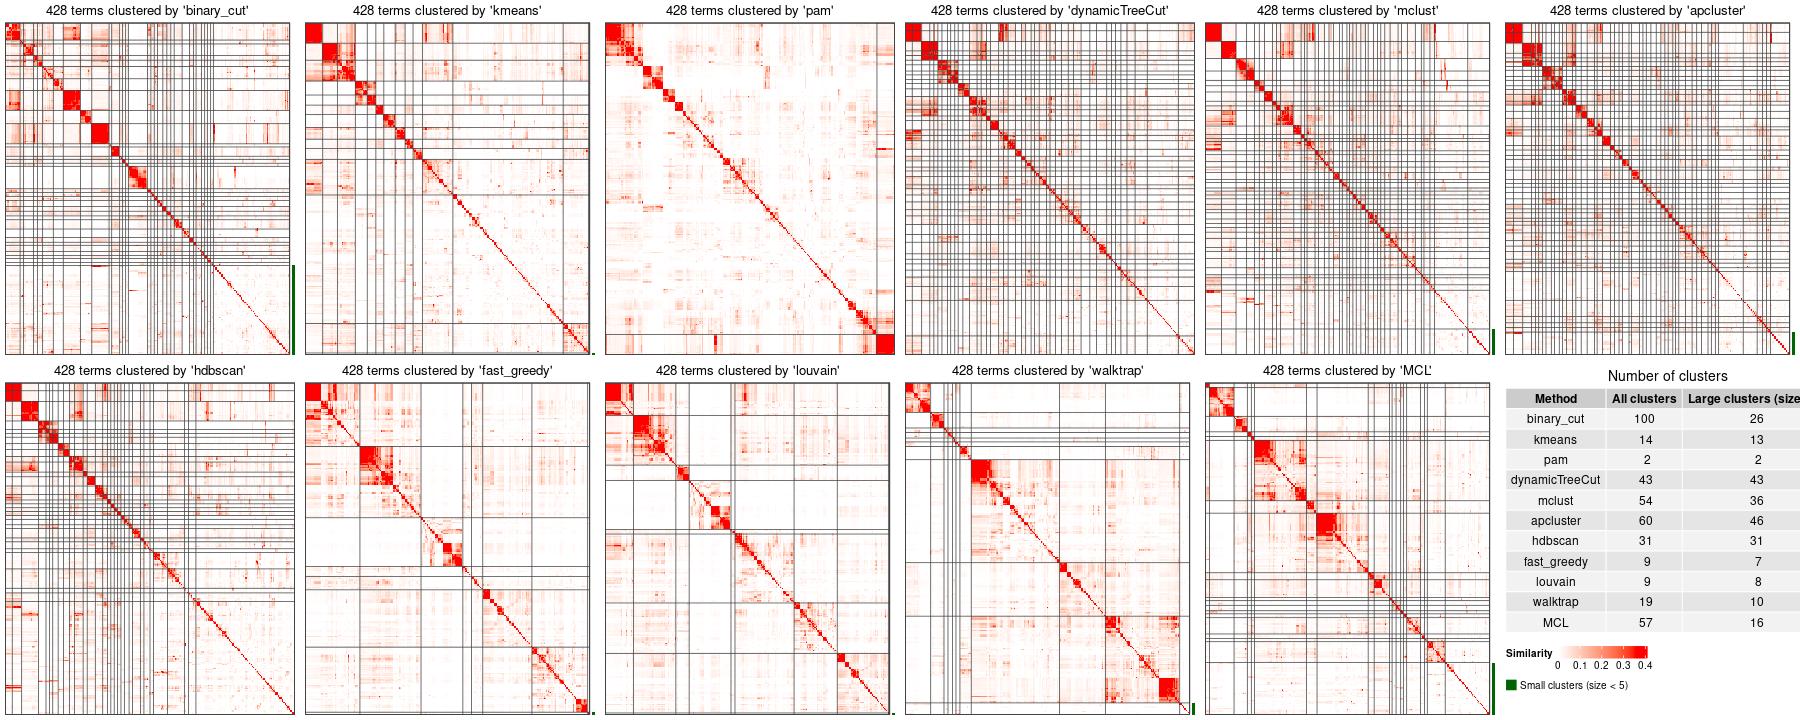 428 terms clustered by 'binary_cut'
428 terms clustered by 'kmeans'
428 terms clustered by 'pam'
428 terms clustered by 'dynamicTreeCut'
428 terms clustered by 'mclust'
428 terms clustered by 'apcluster'
428 terms clustered by 'hdbscan'
428 terms clustered by 'fast_greedy'
428 terms clustered by 'louvain'
428 terms clustered by 'walktrap'
428 terms clustered by 'MCL'
Number of clusters
Method All clusters Large clusters (size
binary_cut 100 26
kmeans 14 13
pam 2 2
dynamicTreeCut 43 43
mclust 54 36
apcluster 60 46
hdbscan 31 31
fast_greedy 9 7
louvain 9 8
walktrap 19 10
MCL 57 16
Similarity
0 0.1 0.2 0.3 0.4
Small clusters (size < 5)